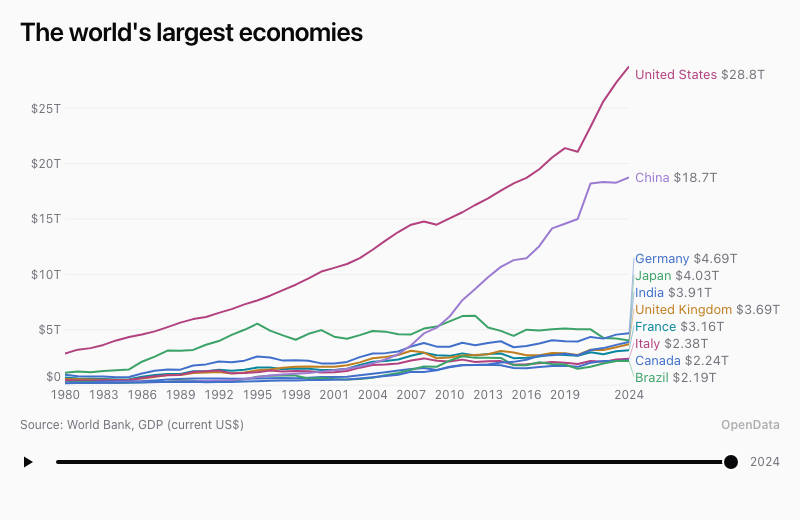 The world's largest economies
United States $28.8T
$25T
$20T
China $18.7T
$15T
$10T
Germany $4.69T
Japan $4.03T
India $3.91T
United Kingdom $3.69T
$5T
France $3.16T
Italy $2.38T
Canada $2.24T
$0
Brazil $2.19T
1980 1983 1986 1989 1992 1995 1998 2001 2004 2007 2010 2013 2016 2019 2024
Source: World Bank, GDP (current US$)
OpenData
2024